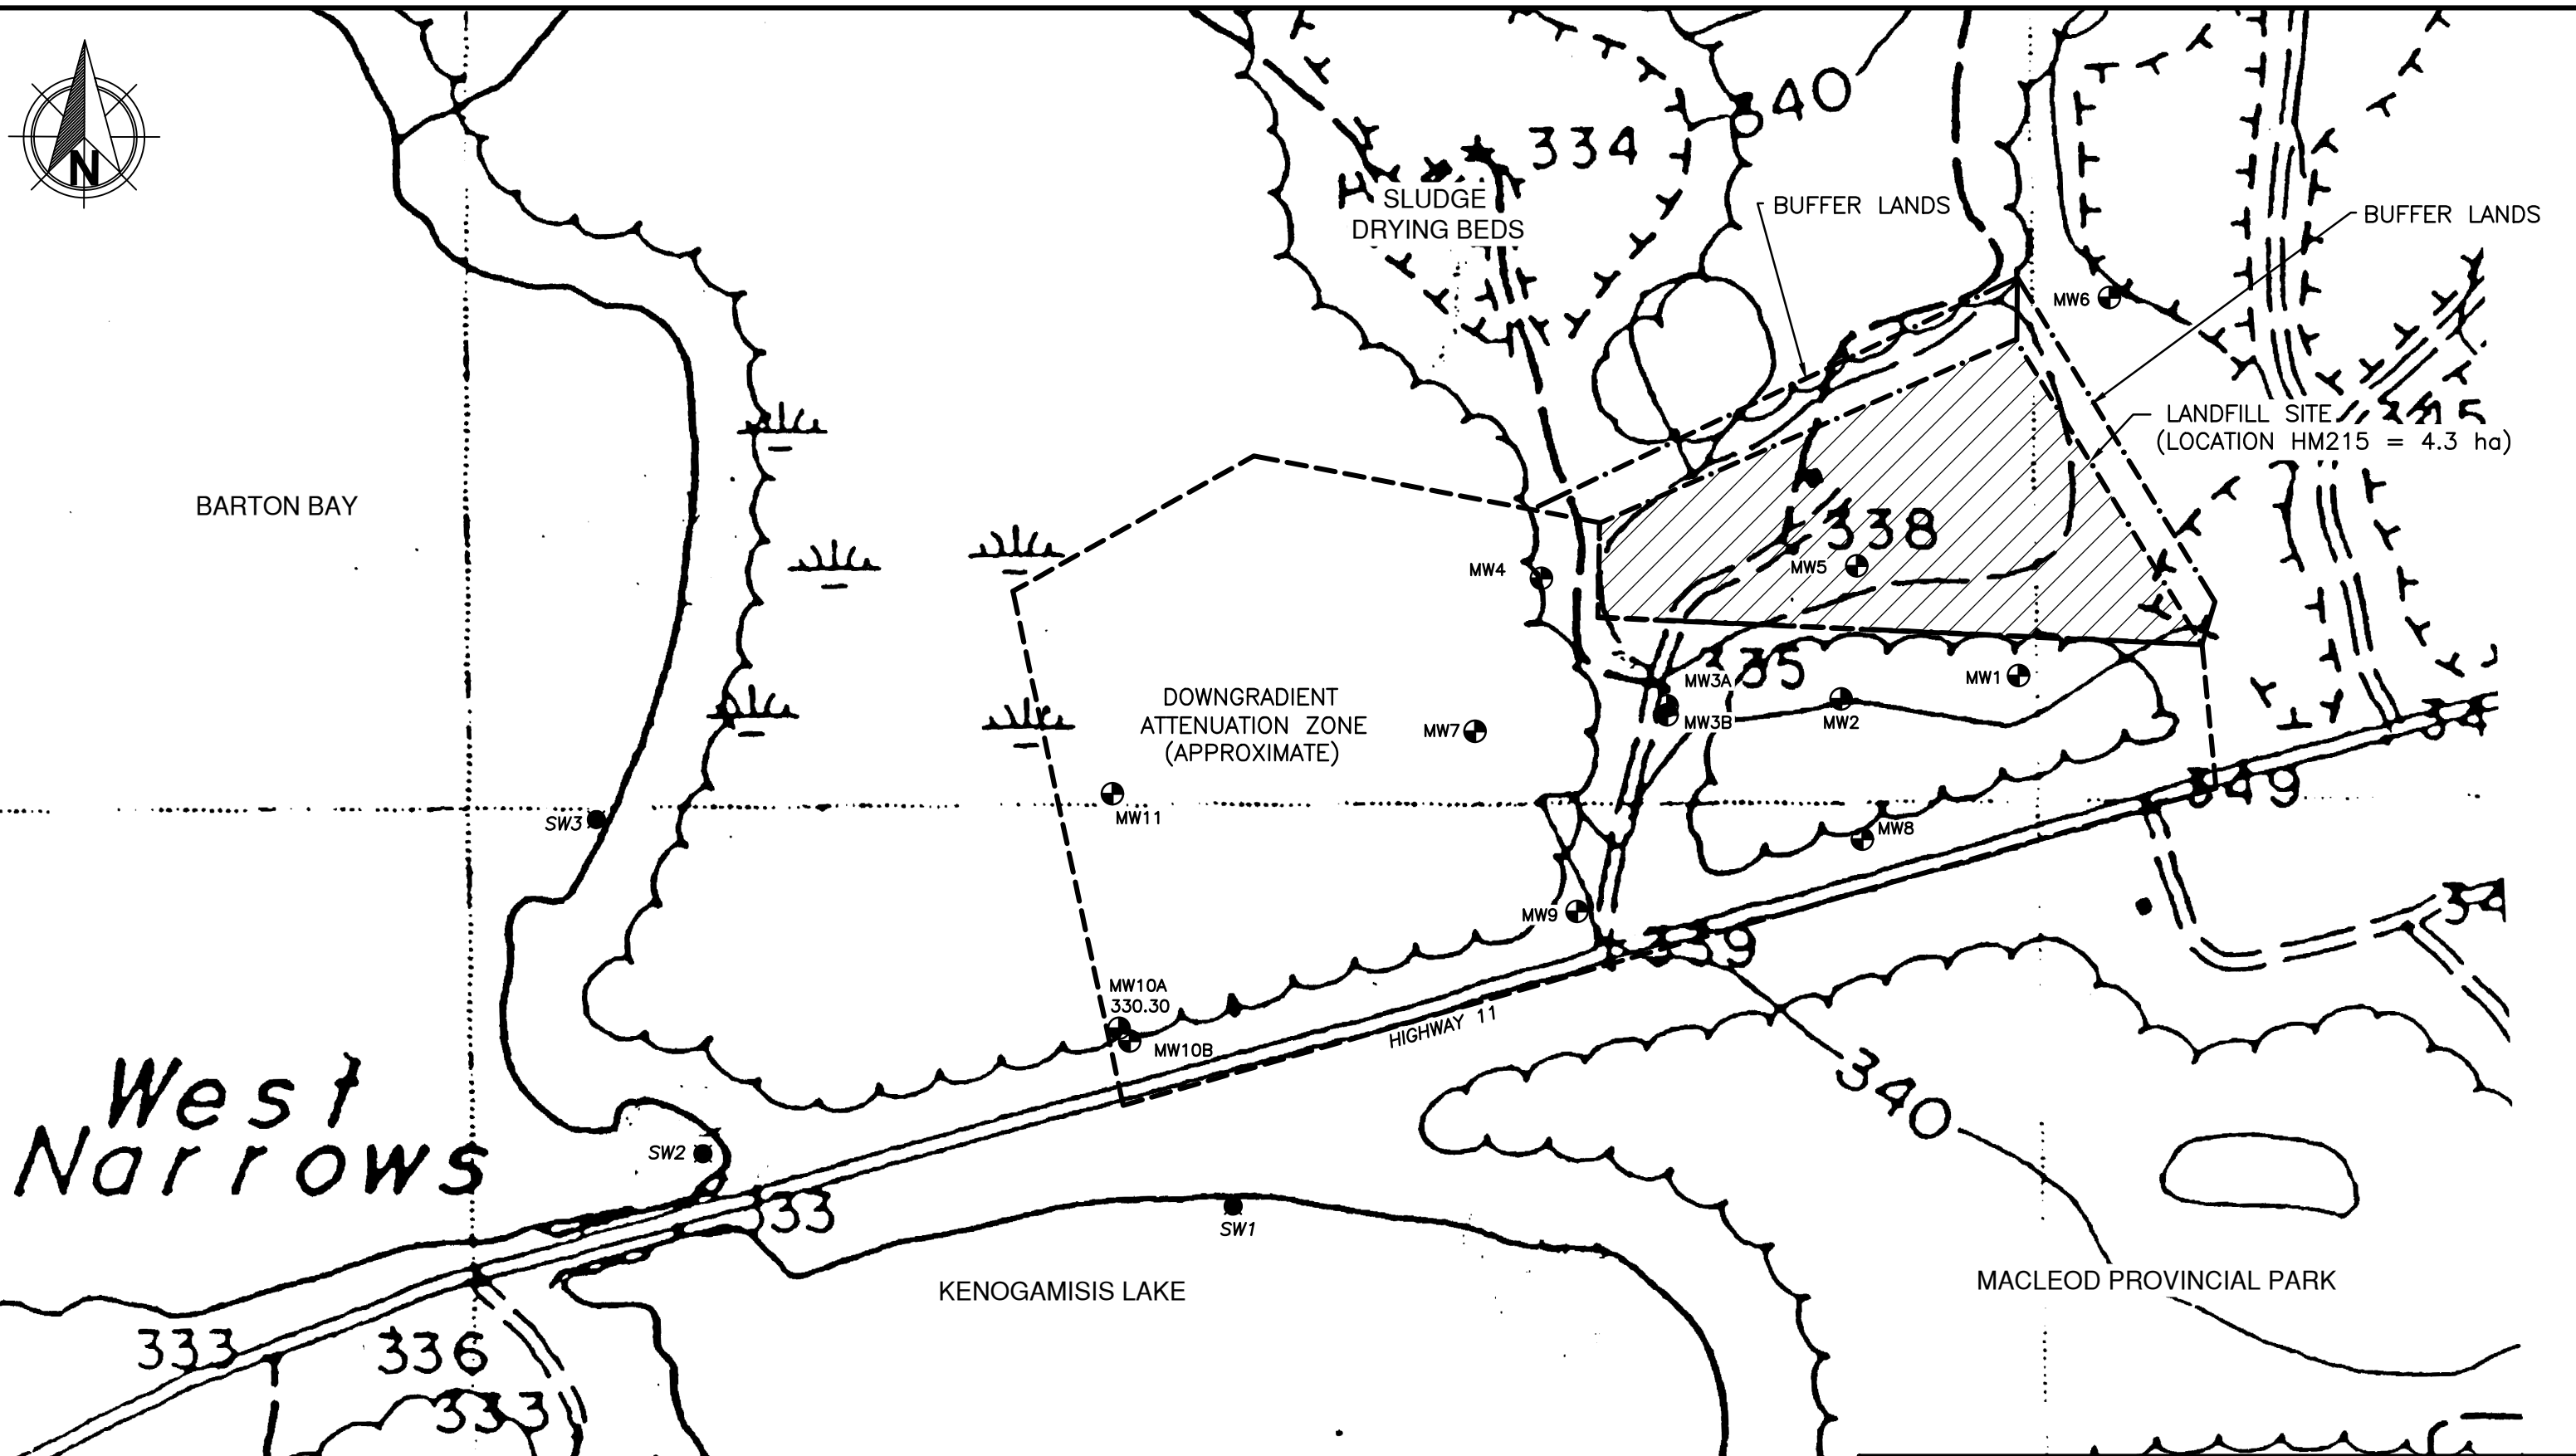 N
40
334
SLUDGE
DRYING BEDS
BUFFER LANDS
BUFFER LANDS
MW6
LANDFILL SITE
(LOCATION HM215 = 4.3 ha)
BARTON BAY
338
MW5
MW4
MW3A
335
MW1
MW3B
MW2
DOWNGRADIENT
ATTENUATION ZONE
(APPROXIMATE)
MW7
34
349
MW11
SW3
MW8
34
MW9
339
MW10A
330.30
MW10B
HIGHWAY 11
340
West
Narrows
SW2
33
SW1
KENOGAMISIS LAKE
MACLEOD PROVINCIAL PARK
333
336
333